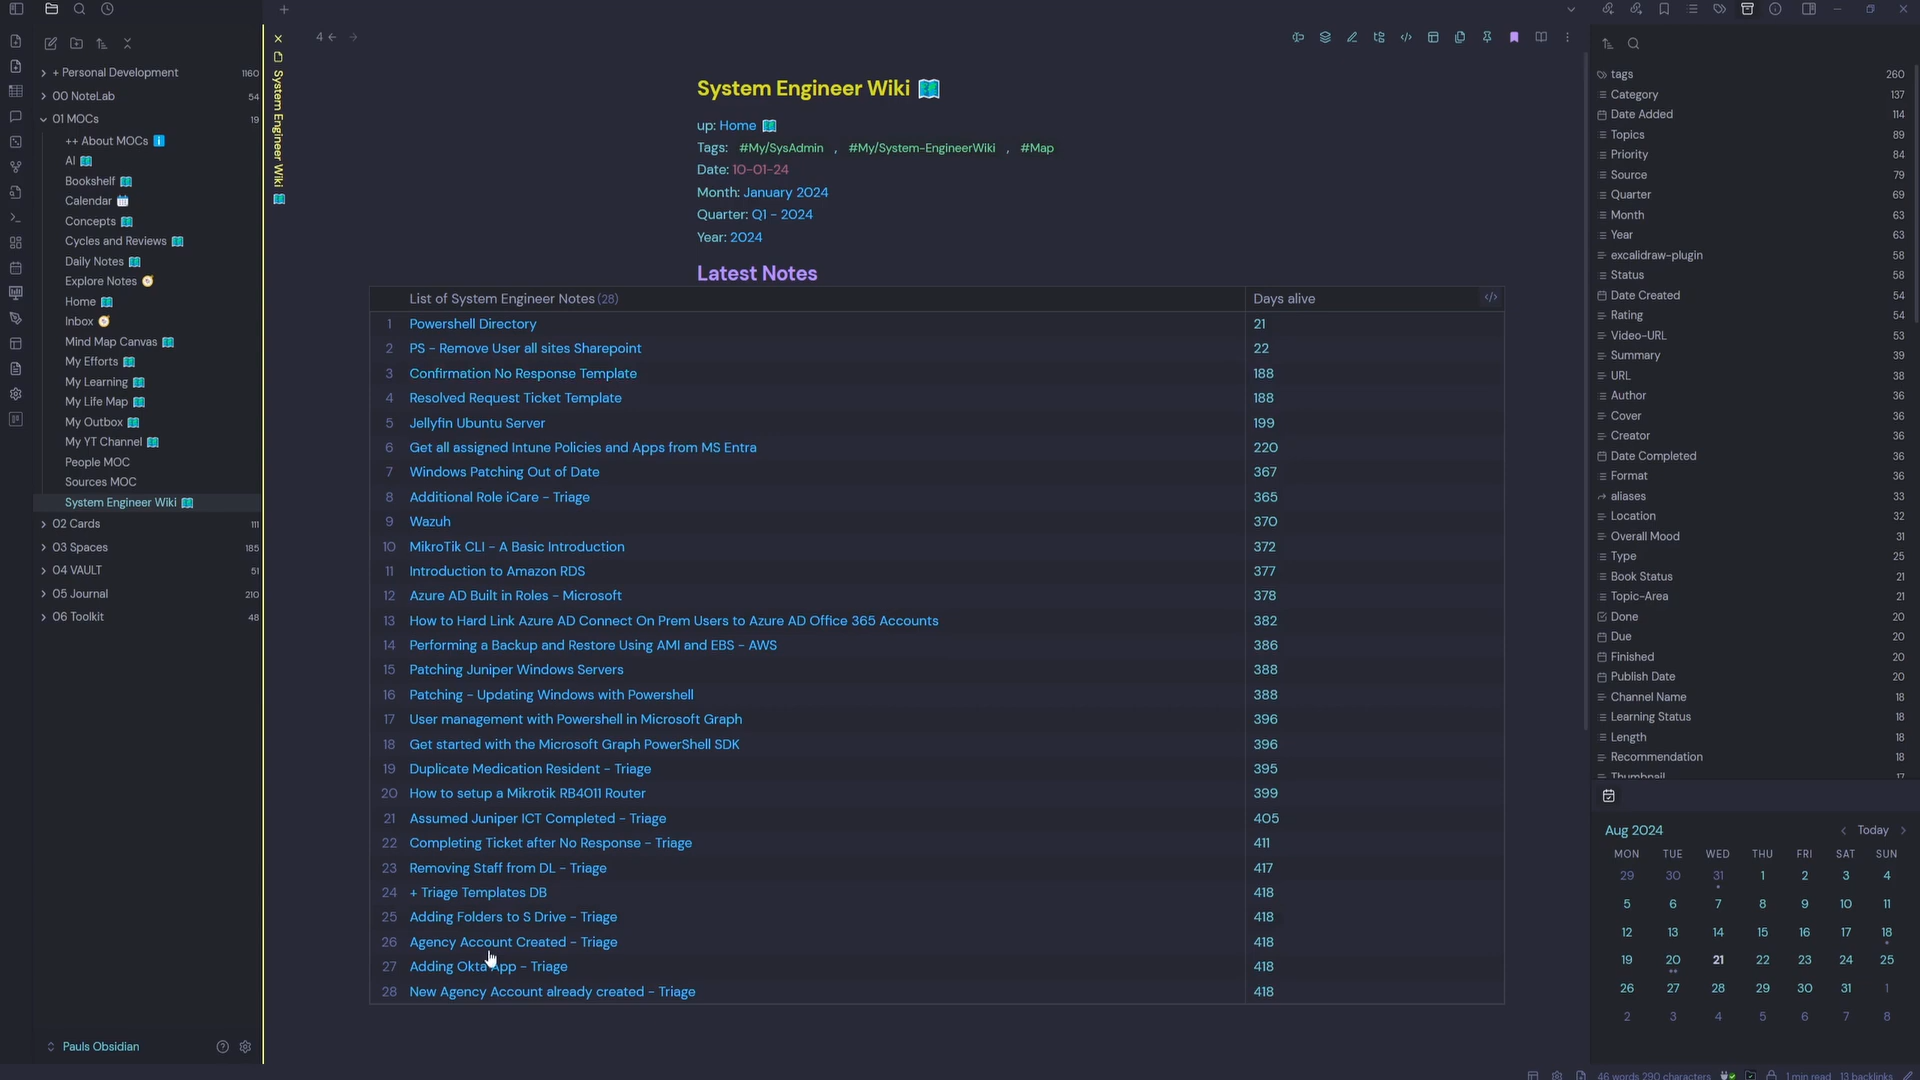 + Personal Development 1160
00 NoteLab 54
01 MOCs 19
++ About MOCs
AI
Bookshelf
Calendar
Concepts
Cycles and Reviews
Daily Notes
Explore Notes
Home
Inbox
Mind Map Canvas
My Efforts
My Learning
My Life Map
My Outbox
My YT Channel
People MOC
Sources MOC
System Engineer Wiki
02 Cards 111
03 Spaces 185
04 VAULT 51
05 Journal 210
06 Toolkit 48
Pauls Obsidian
System Engineer Wiki
4
System Engineer Wiki
up: Home
Tags: #My/SysAdmin , #My/System-EngineerWiki , #Map
Date: 10-01-24
Month: January 2024
Quarter: Q1 - 2024
Year: 2024
Latest Notes
List of System Engineer Notes (28) Days alive
1 Powershell Directory 21
2 PS - Remove User all sites Sharepoint 22
3 Confirmation No Response Template 188
4 Resolved Request Ticket Template 188
5 Jellyfin Ubuntu Server 199
6 Get all assigned Intune Policies and Apps from MS Entra 220
7 Windows Patching Out of Date 367
8 Additional Role iCare - Triage 365
9 Wazuh 370
10 MikroTik CLI - A Basic Introduction 372
11 Introduction to Amazon RDS 377
12 Azure AD Built in Roles - Microsoft 378
13 How to Hard Link Azure AD Connect On Prem Users to Azure AD Office 365 Accounts 382
14 Performing a Backup and Restore Using AMI and EBS - AWS 386
15 Patching Juniper Windows Servers 388
16 Patching - Updating Windows with Powershell 388
17 User management with Powershell in Microsoft Graph 396
18 Get started with the Microsoft Graph PowerShell SDK 396
19 Duplicate Medication Resident - Triage 395
20 How to setup a Mikrotik RB4011 Router 399
21 Assumed Juniper ICT Completed - Triage 405
22 Completing Ticket after No Response - Triage 411
23 Removing Staff from DL - Triage 417
24 + Triage Templates DB 418
25 Adding Folders to S Drive - Triage 418
26 Agency Account Created - Triage 418
27 Adding Okta App - Triage 418
28 New Agency Account already created - Triage 418
tags 260
Category 137
Date Added 114
Topics 89
Priority 84
Source 79
Quarter 69
Month 63
Year 63
excalidraw-plugin 58
Status 58
Date Created 54
Rating 54
Video-URL 53
Summary 39
URL 38
Author 36
Cover 36
Creator 36
Date Completed 36
Format 36
aliases 33
Location 32
Overall Mood 31
Type 25
Book Status 21
Topic-Area 21
Done 20
Due 20
Finished 20
Publish Date 20
Channel Name 18
Learning Status 18
Length 18
Recommendation 18
Thumbnail 17
Aug 2024 Today
MON TUE WED THU FRI SAT SUN
29 30 31 1 2 3 4
5 6 7 8 9 10 11
12 13 14 15 16 17 18
19 20 21 22 23 24 25
26 27 28 29 30 31 1
2 3 4 5 6 7 8
46 words 290 characters 1 min read 13 backlinks